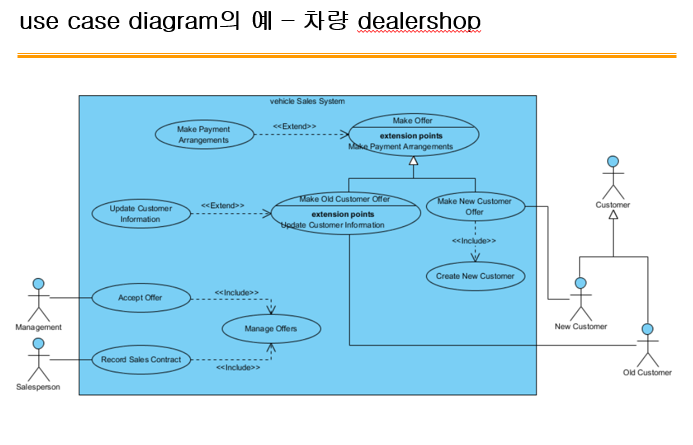 use case diagram의 예 – 차량 dealershop
vehicle Sales System
Make Payment
Arrangements
<<Extend>>
Make Offer
extension points
Make Payment Arrangements
Customer
Update Customer
Information
<<Extend>>
Make Old Customer Offer
extension points
Update Customer Information
Make New Customer
Offer
<<Include>>
Create New Customer
Management
Accept Offer
<<Include>>
Manage Offers
New Customer
Salesperson
Record Sales Contract
<<Include>>
Old Customer